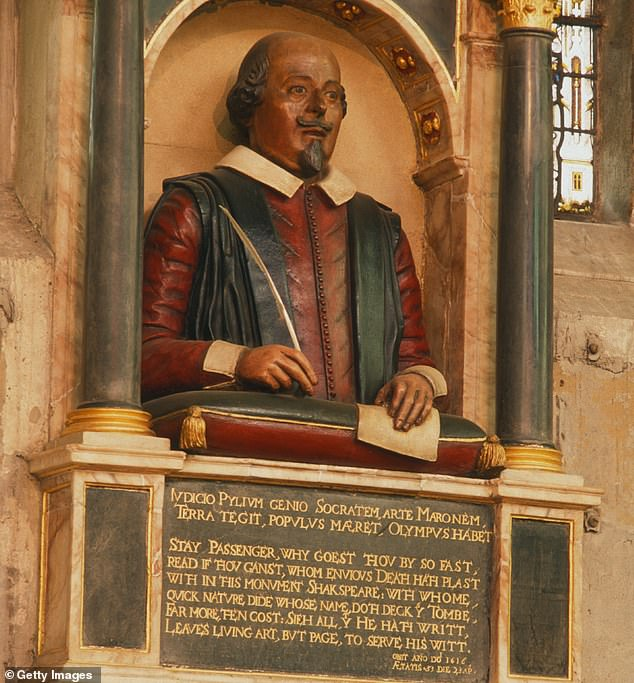 IVDICIO PYLIVM GENIO SOCRATEM, ARTE MARONEM,
TERRA TEGIT, POPVLVS MÆRET, OLYMPVS HABET
STAY PASSENGER, WHY GOEST THOV BY SO FAST,
READ IF THOV CANST, WHOM ENVIOVS DEATH HATH PLAST
WITH IN THIS MONVMENT SHAKSPEARE: WITH WHOME,
QVICK NATVRE DIDE: WHOSE NAME, DOTH DECK Y TOMBE,
FAR MORE, THEN COST: SIEH ALL, Y HE HATH WRITT,
LEAVES LIVING ART, BVT PAGE, TO SERVE HIS WITT.
OBIIT AÑO DO 1616
ÆTATIS 53 DIE 23 AP.
© Getty Images